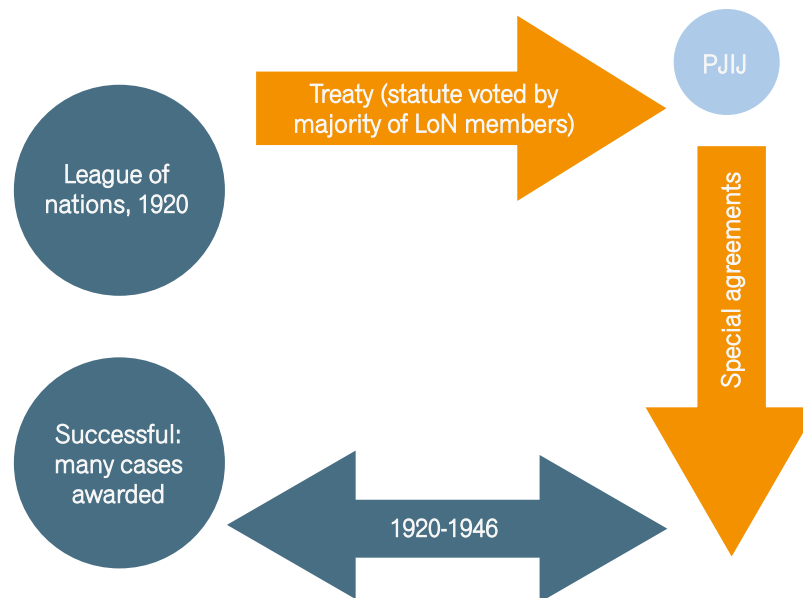 Treaty (statute voted by
majority of LoN members)
PJIJ
League of
nations, 1920
Special agreements
Successful:
many cases
awarded
1920-1946